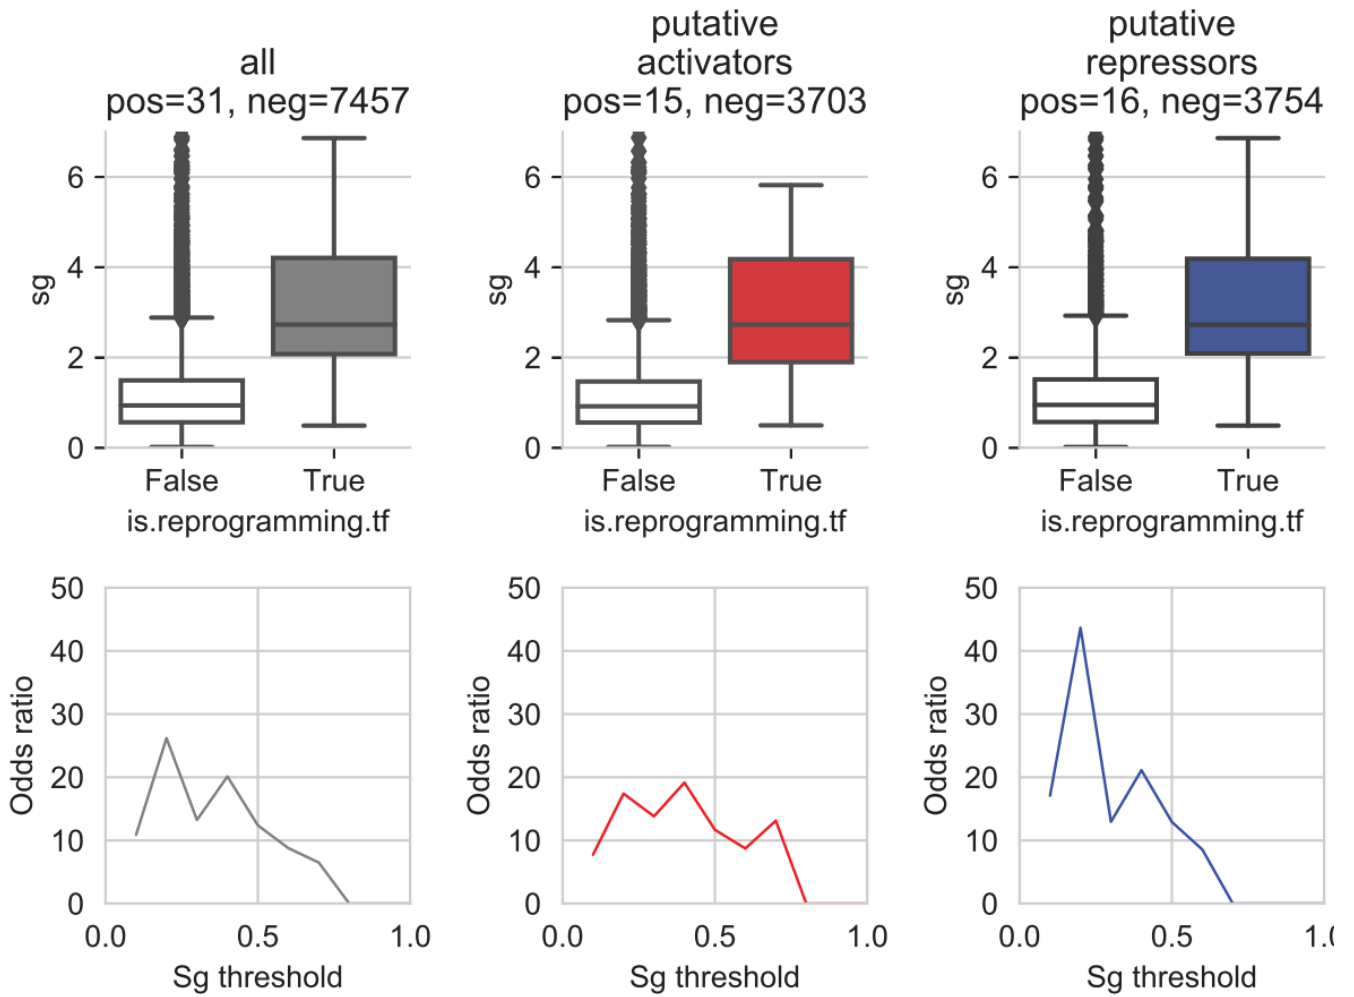 all
pos=31, neg=7457
putative
activators
pos=15, neg=3703
putative
repressors
pos=16, neg=3754
6
4
2
0
sg
False
True
is.reprogramming.tf
6
4
2
0
sg
False
True
is.reprogramming.tf
6
4
2
0
sg
False
True
is.reprogramming.tf
50
40
30
20
10
0
Odds ratio
0.0
0.5
1.0
Sg threshold
50
40
30
20
10
0
Odds ratio
0.0
0.5
1.0
Sg threshold
50
40
30
20
10
0
Odds ratio
0.0
0.5
Sg threshold